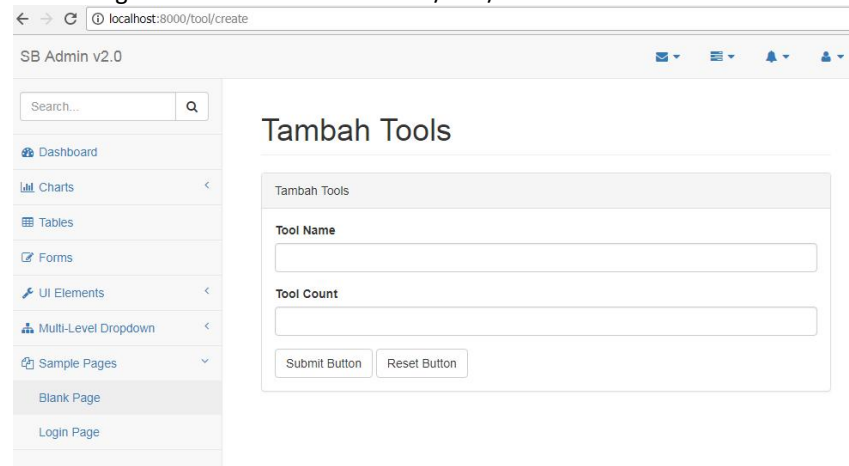 localhost:8000/tool/create
SB Admin v2.0
Search...
Dashboard
Charts
Tables
Forms
UI Elements
Multi-Level Dropdown
Sample Pages
Blank Page
Login Page
Tambah Tools
Tambah Tools
Tool Name
Tool Count
Submit Button
Reset Button